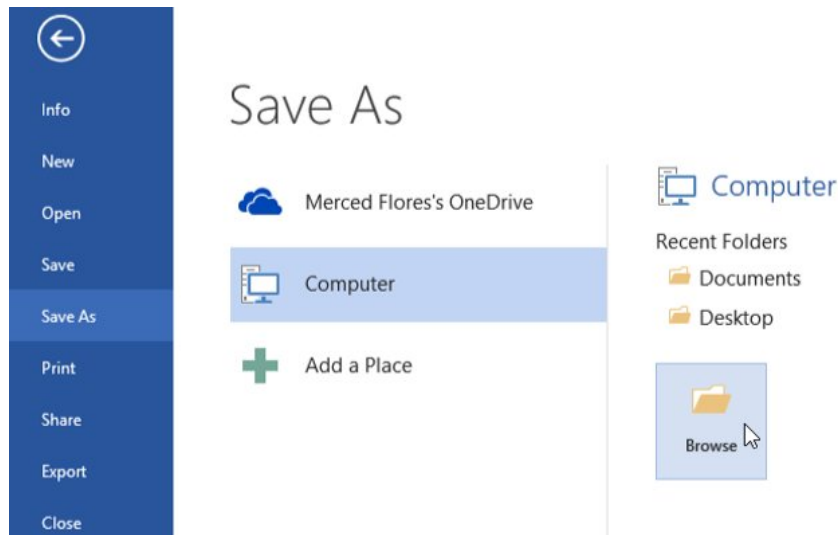 Info
New
Open
Save
Save As
Print
Share
Export
Close
Save As
Merced Flores's OneDrive
Computer
Add a Place
Computer
Recent Folders
Documents
Desktop
Browse